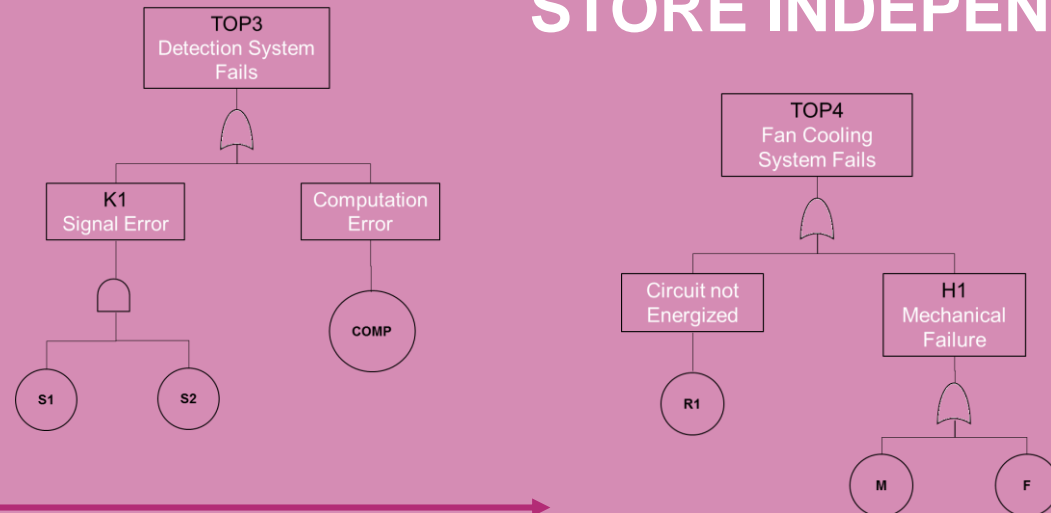 STORE INDEPEN
TOP3
Detection System
Fails
K1
Signal Error
Computation
Error
COMP
S1
S2
TOP4
Fan Cooling
System Fails
Circuit not
Energized
H1
Mechanical
Failure
R1
M
F